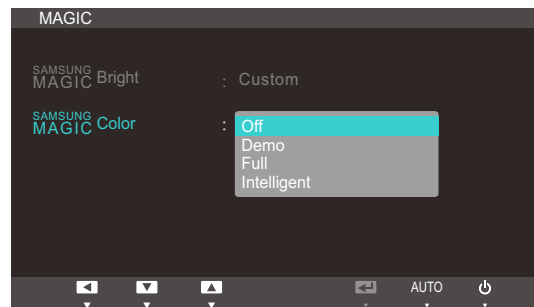 MAGIC
SAMSUNG
MAGIC Bright : Custom
SAMSUNG
MAGIC Color : Off
Demo
Full
Intelligent
AUTO